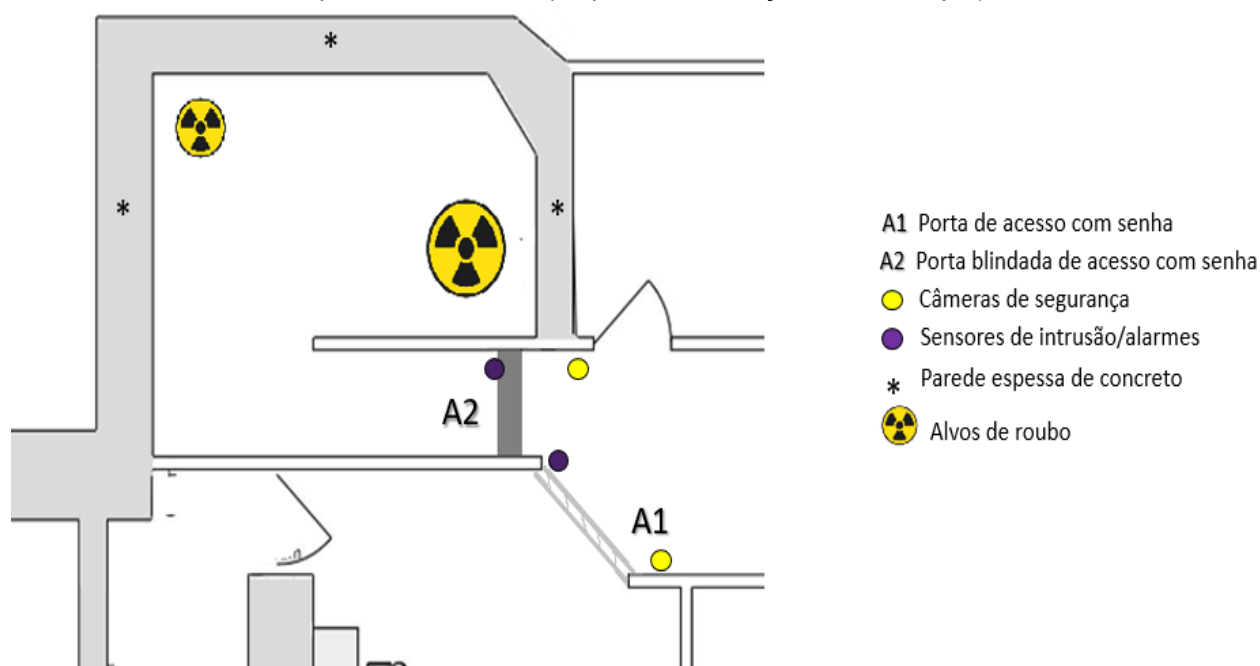 A1 Porta de acesso com senha
A2 Porta blindada de acesso com senha
Câmeras de segurança
Sensores de intrusão/alarmes
* Parede espessa de concreto
Alvos de roubo
*
*
*
A2
A1